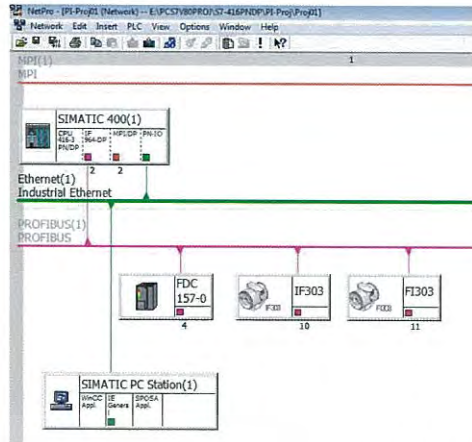 NetPro - [PI-Proj01 (Network) -- E:\PCS7V80PROJ\S7-416PNDP\PI-Proj\Proj01]
Network Edit Insert PLC View Options Window Help
MPI(1)
MPI
1
SIMATIC 400(1)
CPU
416-3
PN/DP
IF
964-DP
MPI/DP
PN-IO
2 2
Ethernet(1)
Industrial Ethernet
PROFIBUS(1)
PROFIBUS
FDC
157-0
4
IF303
10
FI303
11
SIMATIC PC Station(1)
WinCC
Appl.
IE
Genera
l
SPOSA
Appl.